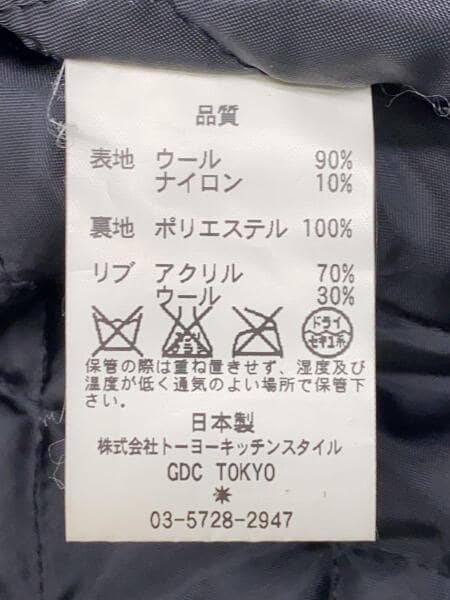 品質
表地 ウール 90%
ナイロン 10%
裏地 ポリエステル 100%
リブ アクリル 70%
ウール 30%
ドライ
セキユ系
保管の際は重ね置きせず、湿度及び
温度が低く通気のよい場所で保管下
さい。
日本製
株式会社トーヨーキッチンスタイル
GDC TOKYO
03-5728-2947